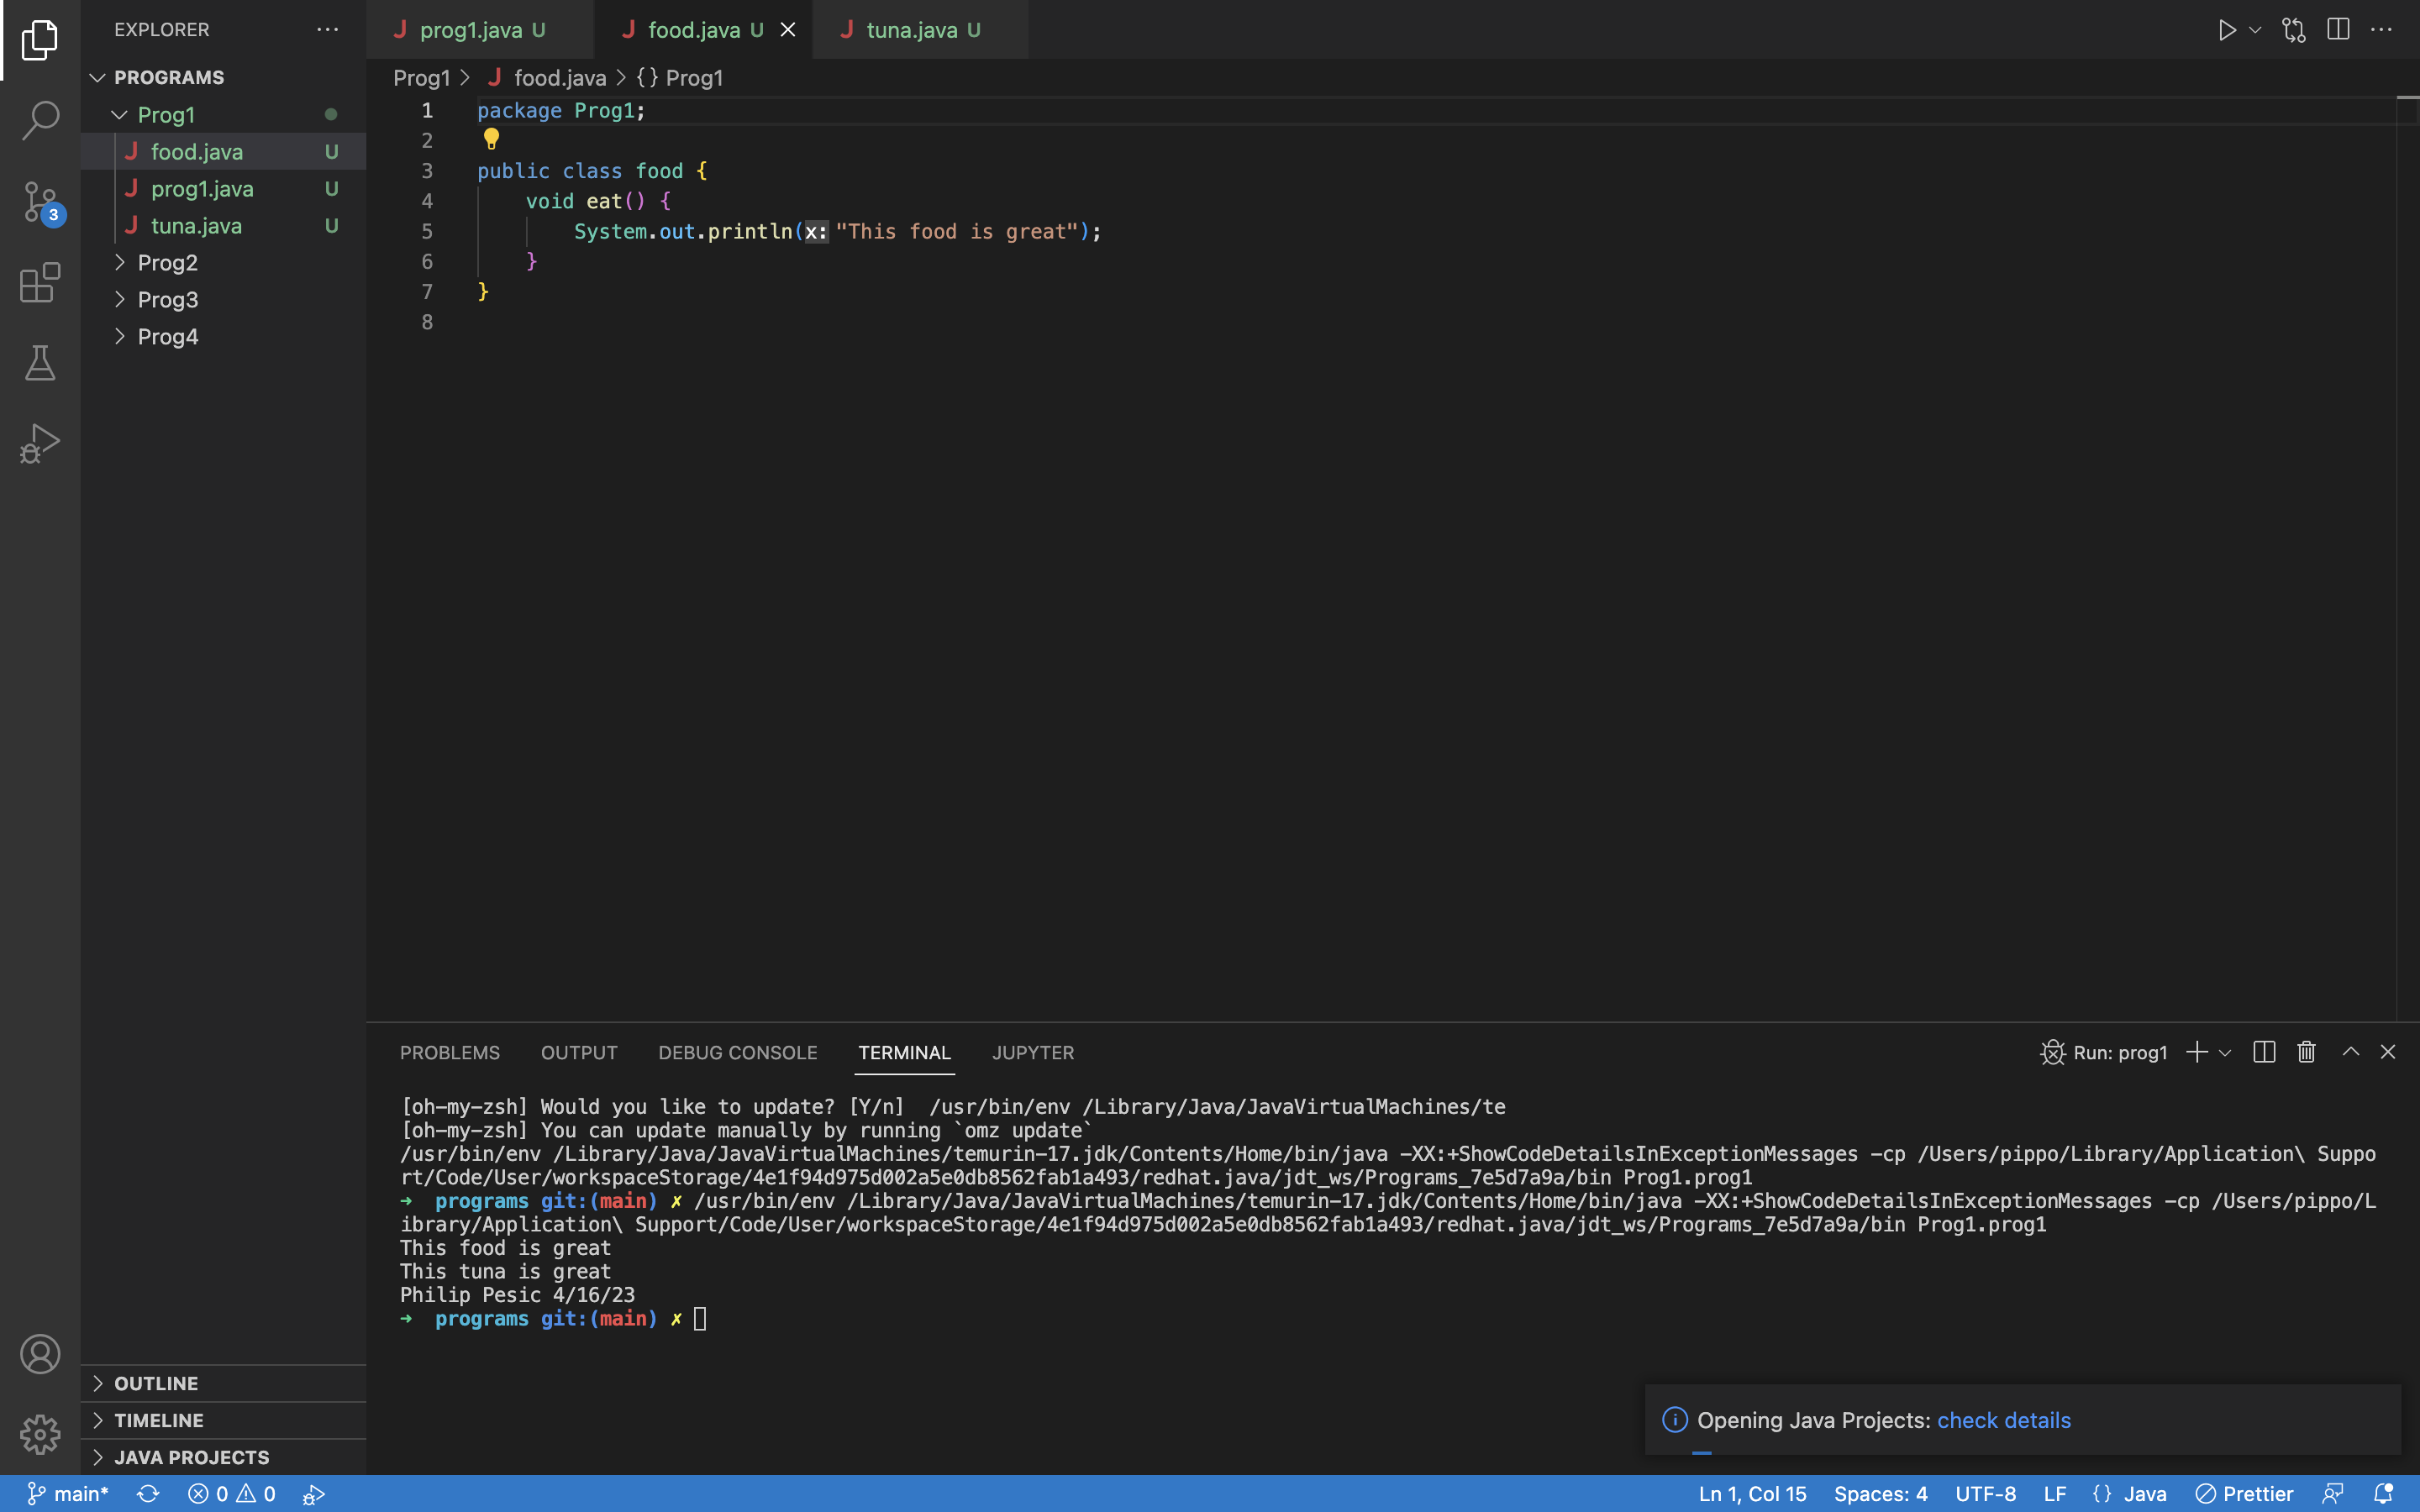 EXPLORER
PROGRAMS
Prog1
food.java U
prog1.java U
tuna.java U
Prog2
Prog3
Prog4
OUTLINE
TIMELINE
JAVA PROJECTS
3
prog1.java U
food.java U
tuna.java U
Prog1 > food.java > {} Prog1
1 package Prog1;
2
3 public class food {
4 void eat() {
5 System.out.println(x: "This food is great");
6 }
7 }
8
PROBLEMS OUTPUT DEBUG CONSOLE TERMINAL JUPYTER
Run: prog1
[oh-my-zsh] Would you like to update? [Y/n]  /usr/bin/env /Library/Java/JavaVirtualMachines/te
[oh-my-zsh] You can update manually by running `omz update`
/usr/bin/env /Library/Java/JavaVirtualMachines/temurin-17.jdk/Contents/Home/bin/java -XX:+ShowCodeDetailsInExceptionMessages -cp /Users/pippo/Library/Application\ Suppo
rt/Code/User/workspaceStorage/4e1f94d975d002a5e0db8562fab1a493/redhat.java/jdt_ws/Programs_7e5d7a9a/bin Prog1.prog1
→ programs git:(main) ✗ /usr/bin/env /Library/Java/JavaVirtualMachines/temurin-17.jdk/Contents/Home/bin/java -XX:+ShowCodeDetailsInExceptionMessages -cp /Users/pippo/L
ibrary/Application\ Support/Code/User/workspaceStorage/4e1f94d975d002a5e0db8562fab1a493/redhat.java/jdt_ws/Programs_7e5d7a9a/bin Prog1.prog1
This food is great
This tuna is great
Philip Pesic 4/16/23
→ programs git:(main) ✗
Opening Java Projects: check details
main* 0 0
Ln 1, Col 15 Spaces: 4 UTF-8 LF {} Java Prettier